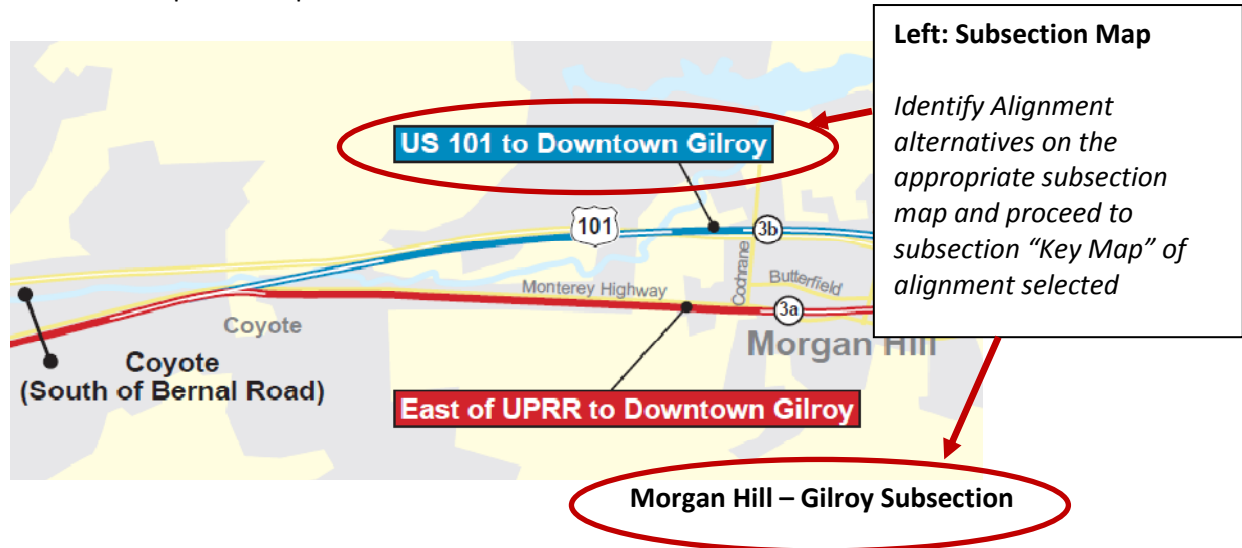 Left: Subsection Map
Identify Alignment
alternatives on the
appropriate subsection
map and proceed to
subsection “Key Map” of
alignment selected
US 101 to Downtown Gilroy
101
3b
Cochrane
Butterfield
Monterey Highway
3a
Coyote
Morgan Hill
Coyote
(South of Bernal Road)
East of UPRR to Downtown Gilroy
Morgan Hill – Gilroy Subsection